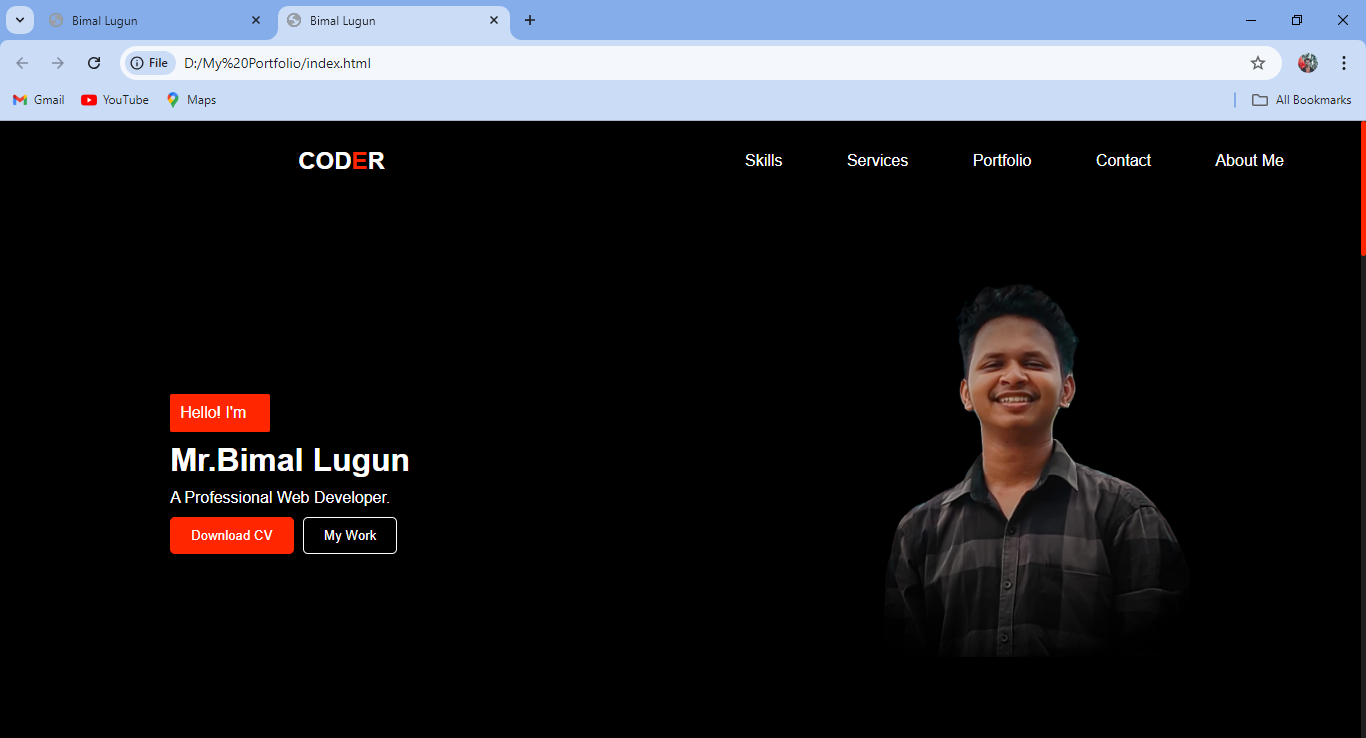 Bimal Lugun
Bimal Lugun
File D:/My%20Portfolio/index.html
Gmail YouTube Maps All Bookmarks
CODER Skills Services Portfolio Contact About Me
Hello! I'm
Mr.Bimal Lugun
A Professional Web Developer.
Download CV My Work